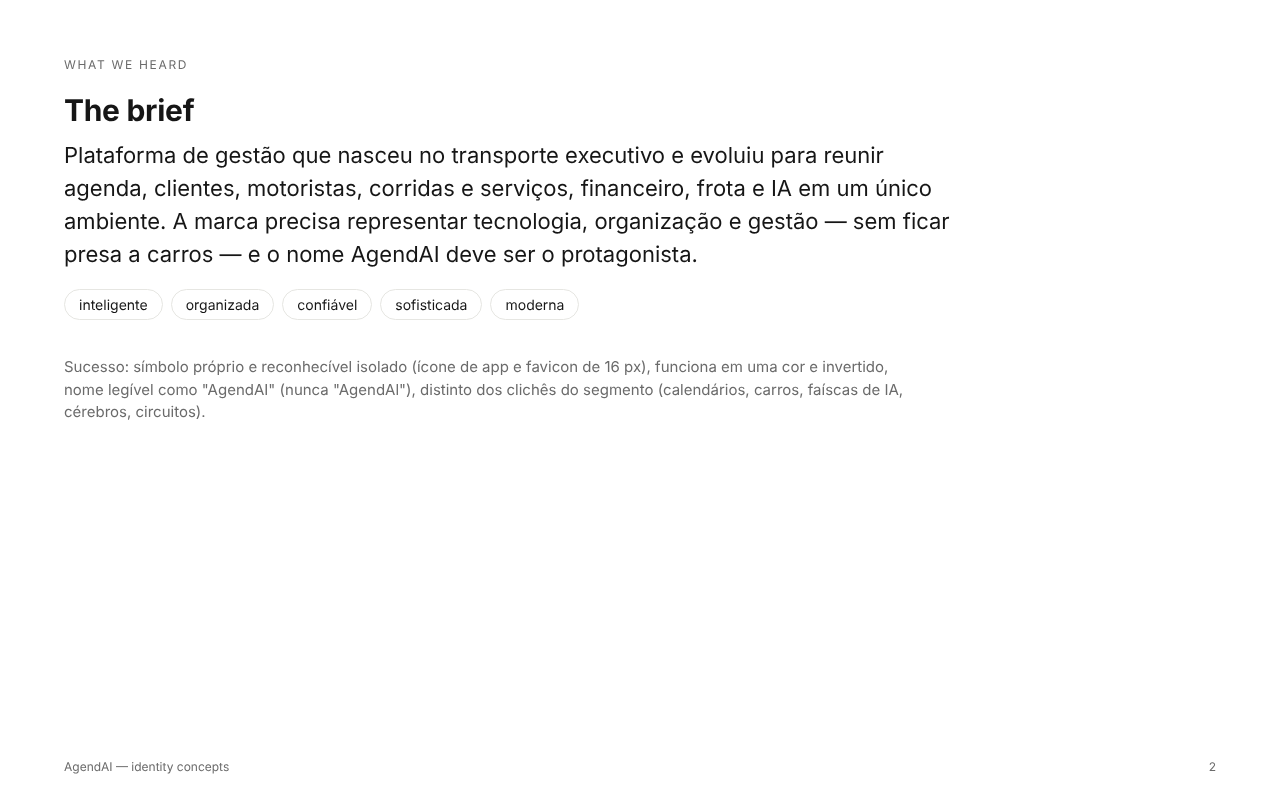 WHAT WE HEARD
The brief
Plataforma de gestão que nasceu no transporte executivo e evoluiu para reunir
agenda, clientes, motoristas, corridas e serviços, financeiro, frota e IA em um único
ambiente. A marca precisa representar tecnologia, organização e gestão — sem ficar
presa a carros — e o nome AgendAI deve ser o protagonista.
inteligente
organizada
confiável
sofisticada
moderna
Sucesso: símbolo próprio e reconhecível isolado (ícone de app e favicon de 16 px), funciona em uma cor e invertido,
nome legível como "AgendAI" (nunca "AgendAl"), distinto dos clichês do segmento (calendários, carros, faíscas de IA,
cérebros, circuitos).
AgendAI — identity concepts
2